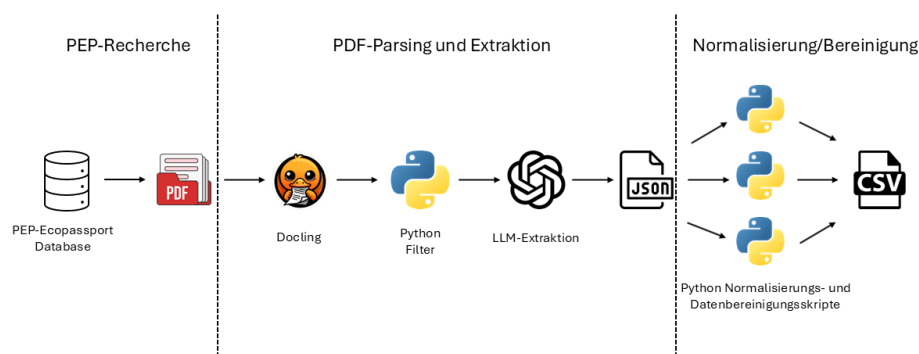 PEP-Recherche
PDF-Parsing und Extraktion
Normalisierung/Bereinigung
PDF
JSON
CSV
PEP-Ecopassport
Database
Docling
Python
Filter
LLM-Extraktion
Python Normalisierungs- und
Datenbereinigungsskripte